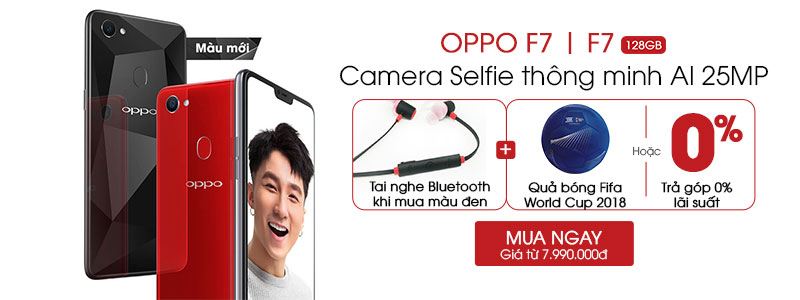 Màu mới
oppo
oppo
OPPO F7 | F7 128GB
Camera Selfie thông minh AI 25MP
Tai nghe Bluetooth
khi mua màu đen
+
Quả bóng Fifa
World Cup 2018
Hoặc
0%
Trả góp 0%
lãi suất
MUA NGAY
Giá từ 7.990.000đ